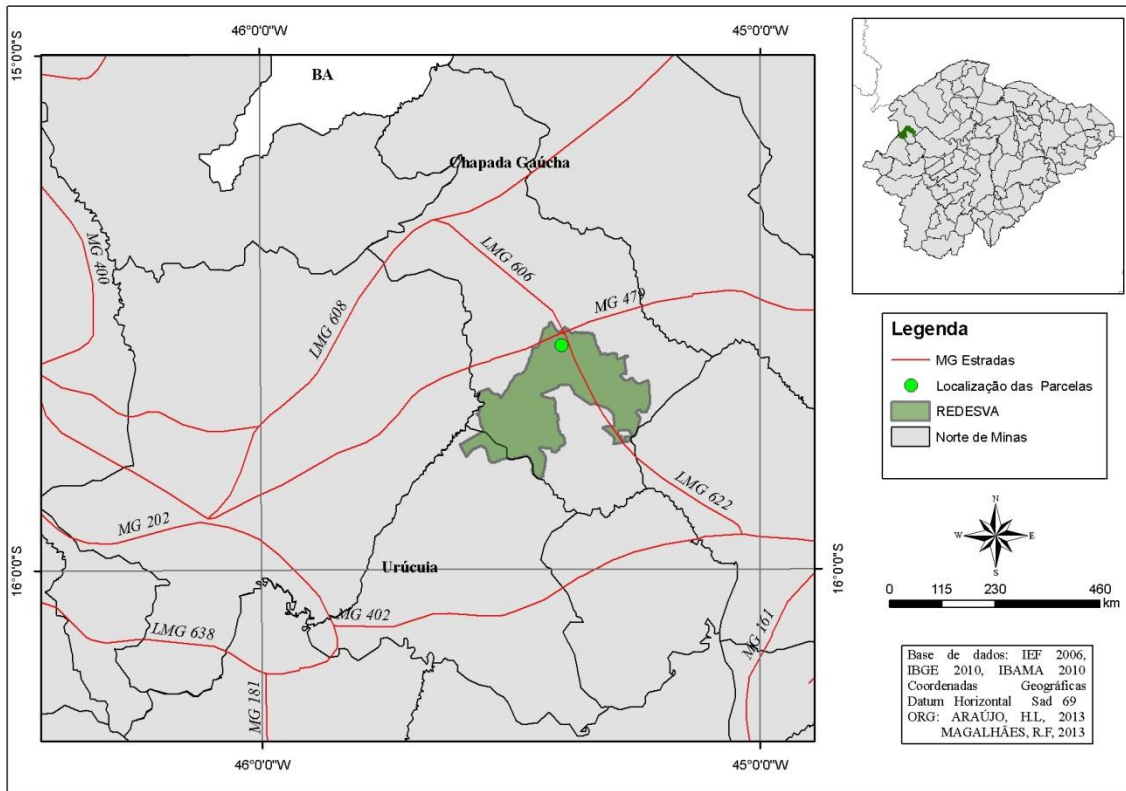 46°0'0"W
45°0'0"W
15°0'0"S
15°0'0"S
BA
Chapada Gaúcha
MG 400
LMG 606
LMG 608
MG 479
MG 202
LMG 622
16°0'0"S
16°0'0"S
Urúcuia
MG 402
LMG 638
MG 161
MG 181
46°0'0"W
45°0'0"W
Legenda
MG Estradas
Localização das Parcelas
REDESVA
Norte de Minas
N
W E
S
0 115 230 460
km
Base de dados: IEF 2006,
IBGE 2010, IBAMA 2010
Coordenadas Geográficas
Datum Horizontal Sad 69
ORG: ARAÚJO, H.L, 2013
MAGALHÃES, R.F, 2013